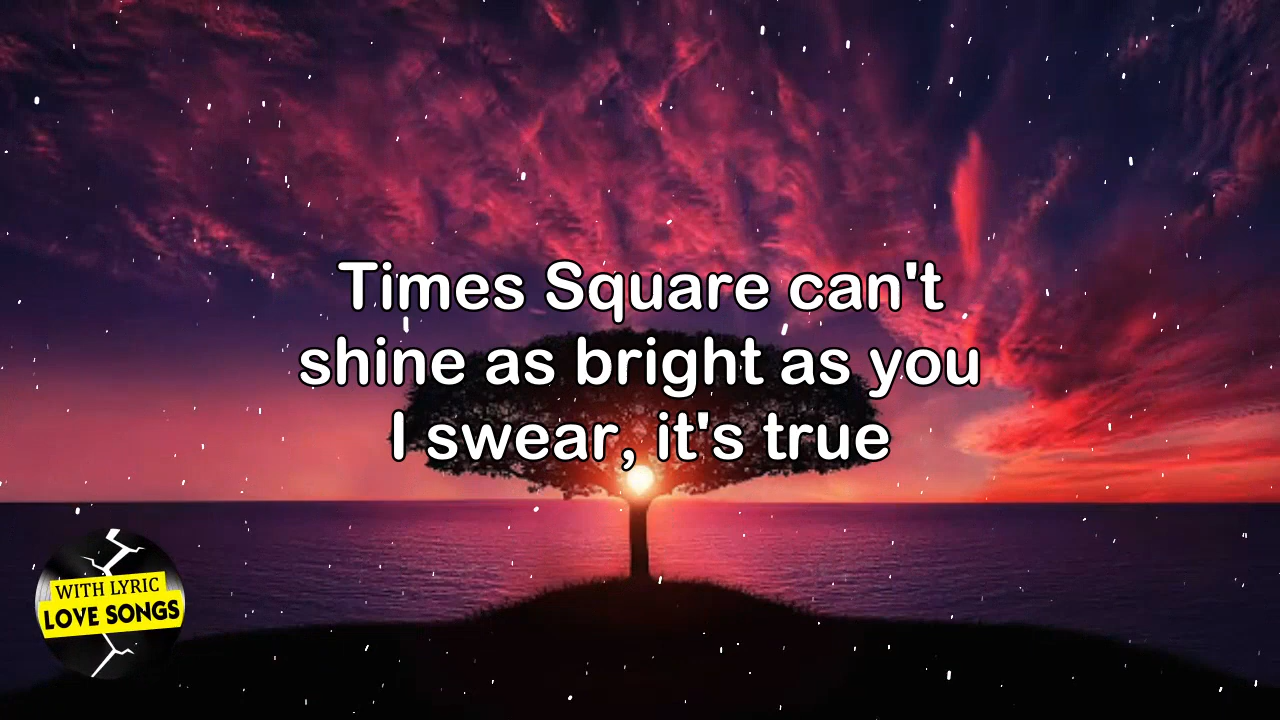 Times Square can't
shine as bright as you
I swear, it's true
WITH LYRIC
LOVE SONGS